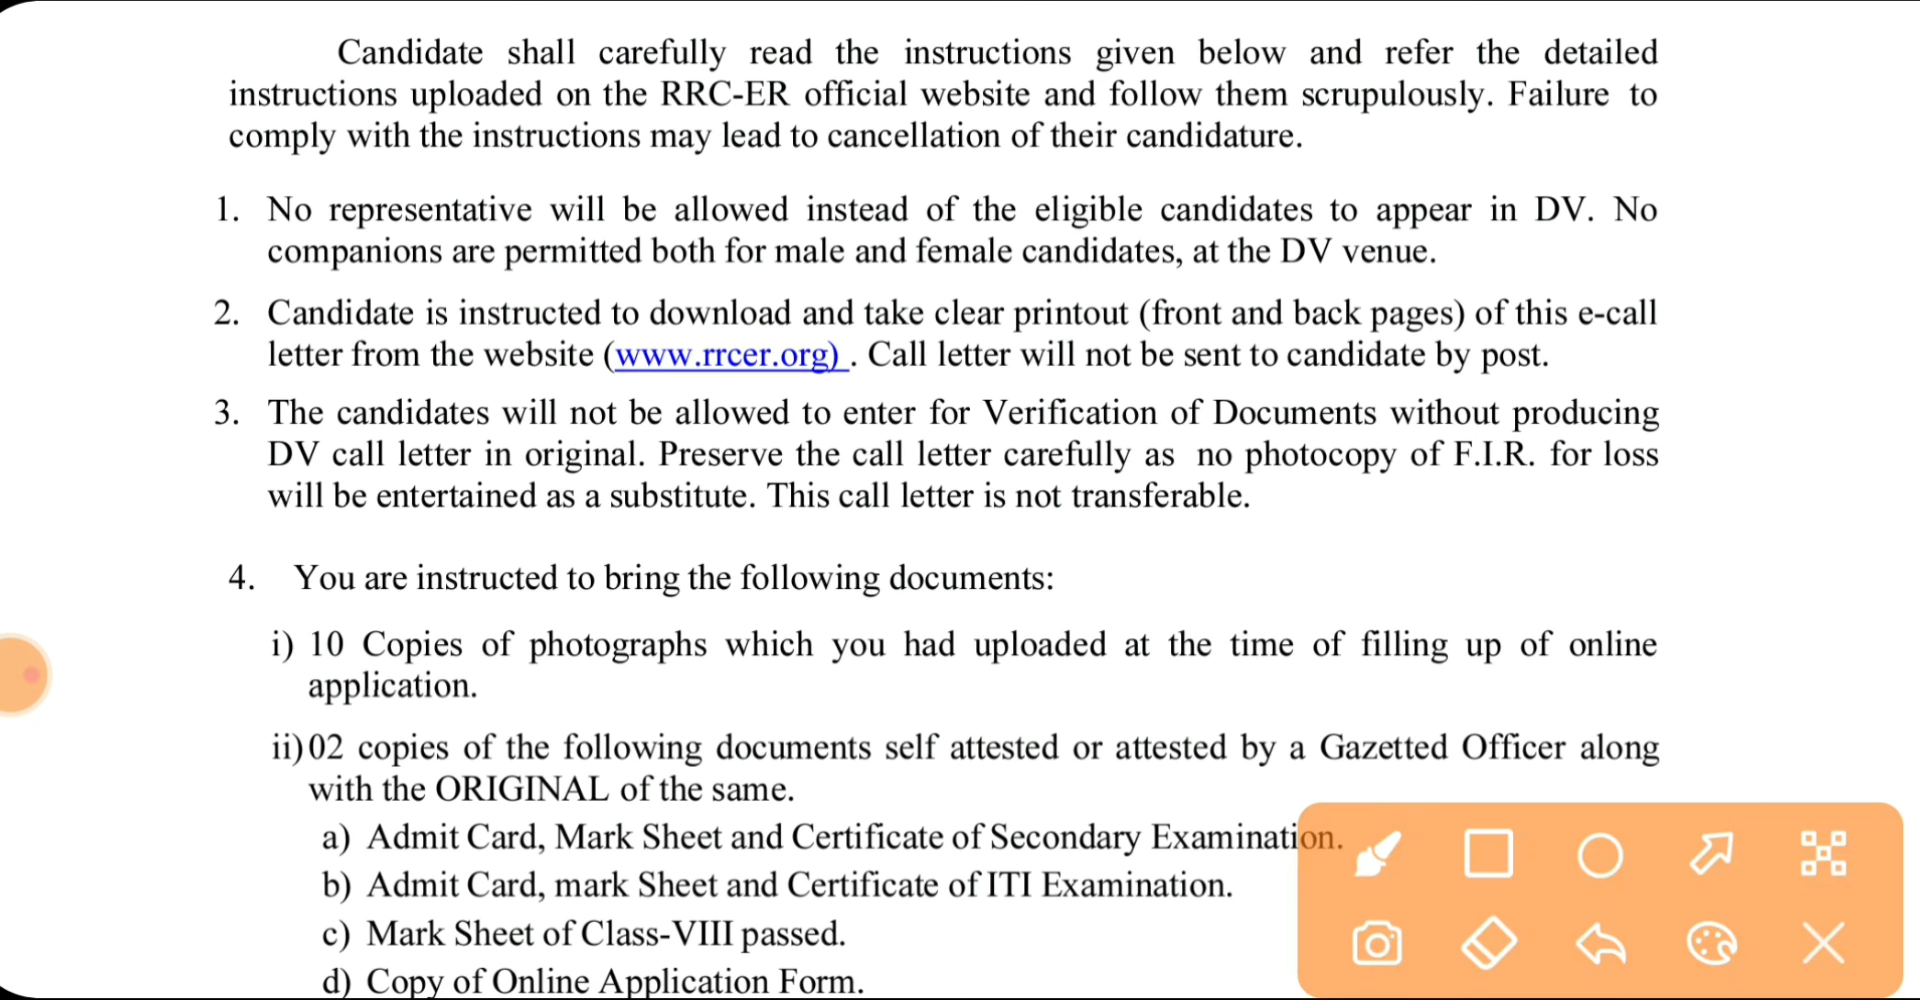 Candidate shall carefully read the instructions given below and refer the detailed
instructions uploaded on the RRC-ER official website and follow them scrupulously. Failure to
comply with the instructions may lead to cancellation of their candidature.
1. No representative will be allowed instead of the eligible candidates to appear in DV. No
companions are permitted both for male and female candidates, at the DV venue.
2. Candidate is instructed to download and take clear printout (front and back pages) of this e-call
letter from the website (www.rrcer.org) . Call letter will not be sent to candidate by post.
3. The candidates will not be allowed to enter for Verification of Documents without producing
DV call letter in original. Preserve the call letter carefully as no photocopy of F.I.R. for loss
will be entertained as a substitute. This call letter is not transferable.
4. You are instructed to bring the following documents:
i) 10 Copies of photographs which you had uploaded at the time of filling up of online
application.
ii) 02 copies of the following documents self attested or attested by a Gazetted Officer along
with the ORIGINAL of the same.
a) Admit Card, Mark Sheet and Certificate of Secondary Examination.
b) Admit Card, mark Sheet and Certificate of ITI Examination.
c) Mark Sheet of Class-VIII passed.
d) Copy of Online Application Form.